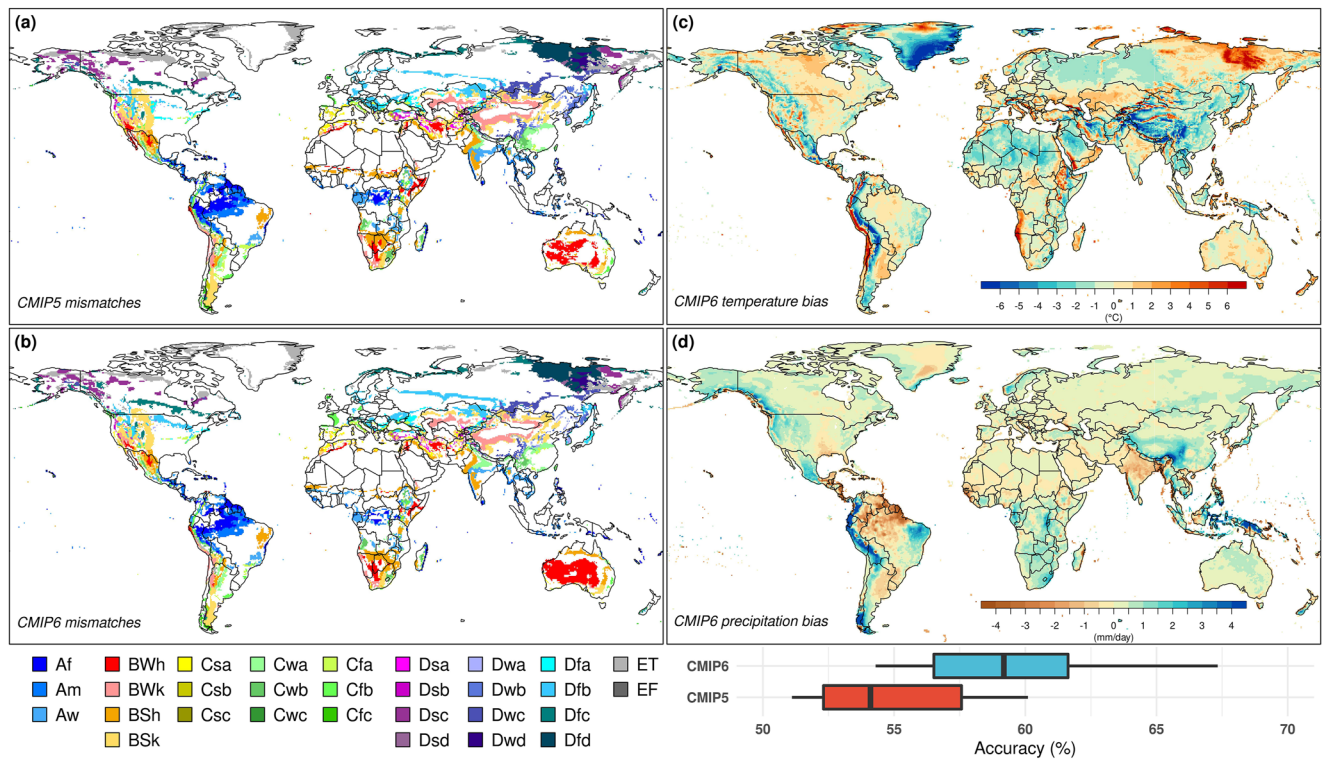 (a)
CMIP5 mismatches
(c)
CMIP6 temperature bias
-6 -5 -4 -3 -2 -1 0 1 2 3 4 5 6
(°C)
(b)
CMIP6 mismatches
(d)
CMIP6 precipitation bias
-4 -3 -2 -1 0 1 2 3 4
(mm/day)
Af BWh Csa Cwa Cfa Dsa Dwa Dfa ET
Am BWk Csb Cwb Cfb Dsb Dwb Dfb EF
Aw BSh Csc Cwc Cfc Dsc Dwc Dfc
BSk Dsd Dwd Dfd
CMIP6
CMIP5
50 55 60 65 70
Accuracy (%)